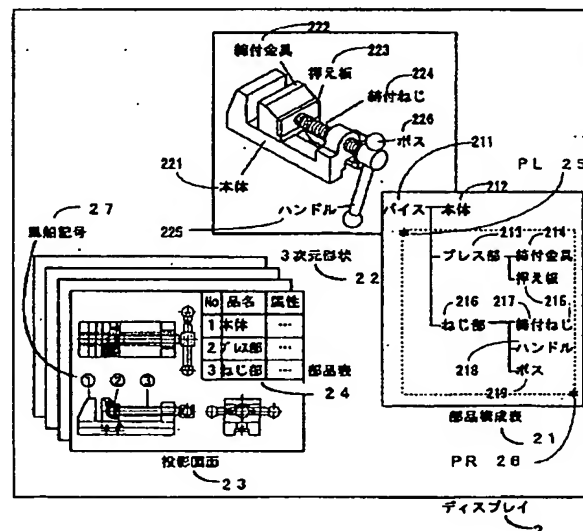 222
締付金具 223
押え板 224
締付ねじ 226
ボス 211
221 本体
225 ハンドル
3次元形状 22
PL 25
212
バイス 本体
213 214
プレス部 締付金具
押え板
215
216 217
ねじ部 締付ねじ
ハンドル
218
ボス
219
部品構成表
21
PR 26
27
風船記号
No 品名 属性
1 本体 …
2 プレス部 …
3 ねじ部 …
部品表
24
① ② ③
投影図面
23
ディスプレイ